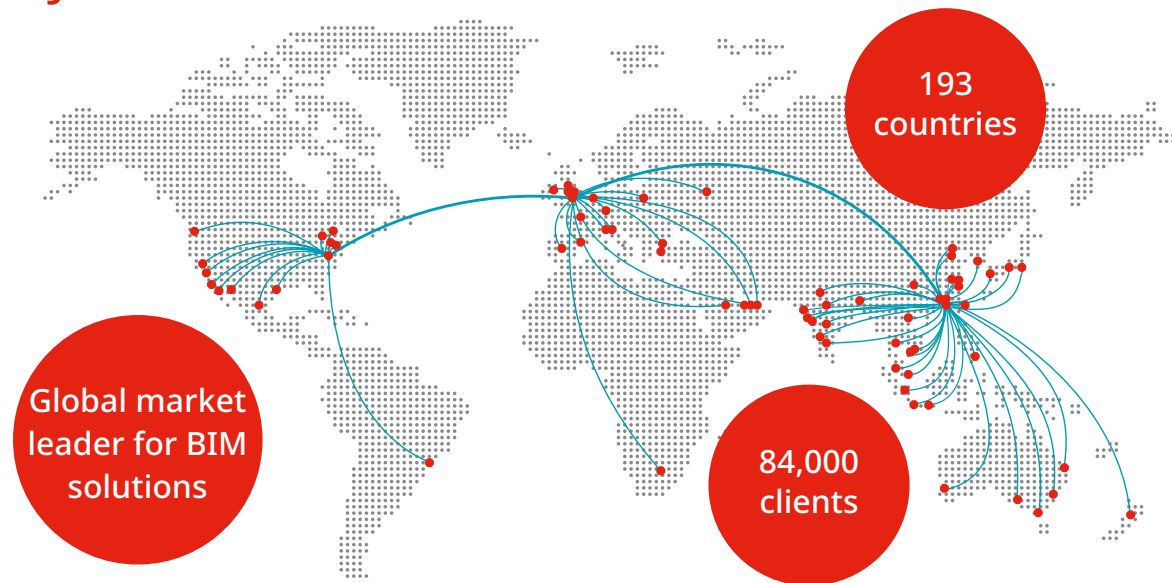 193
countries
Global market
leader for BIM
solutions
84,000
clients